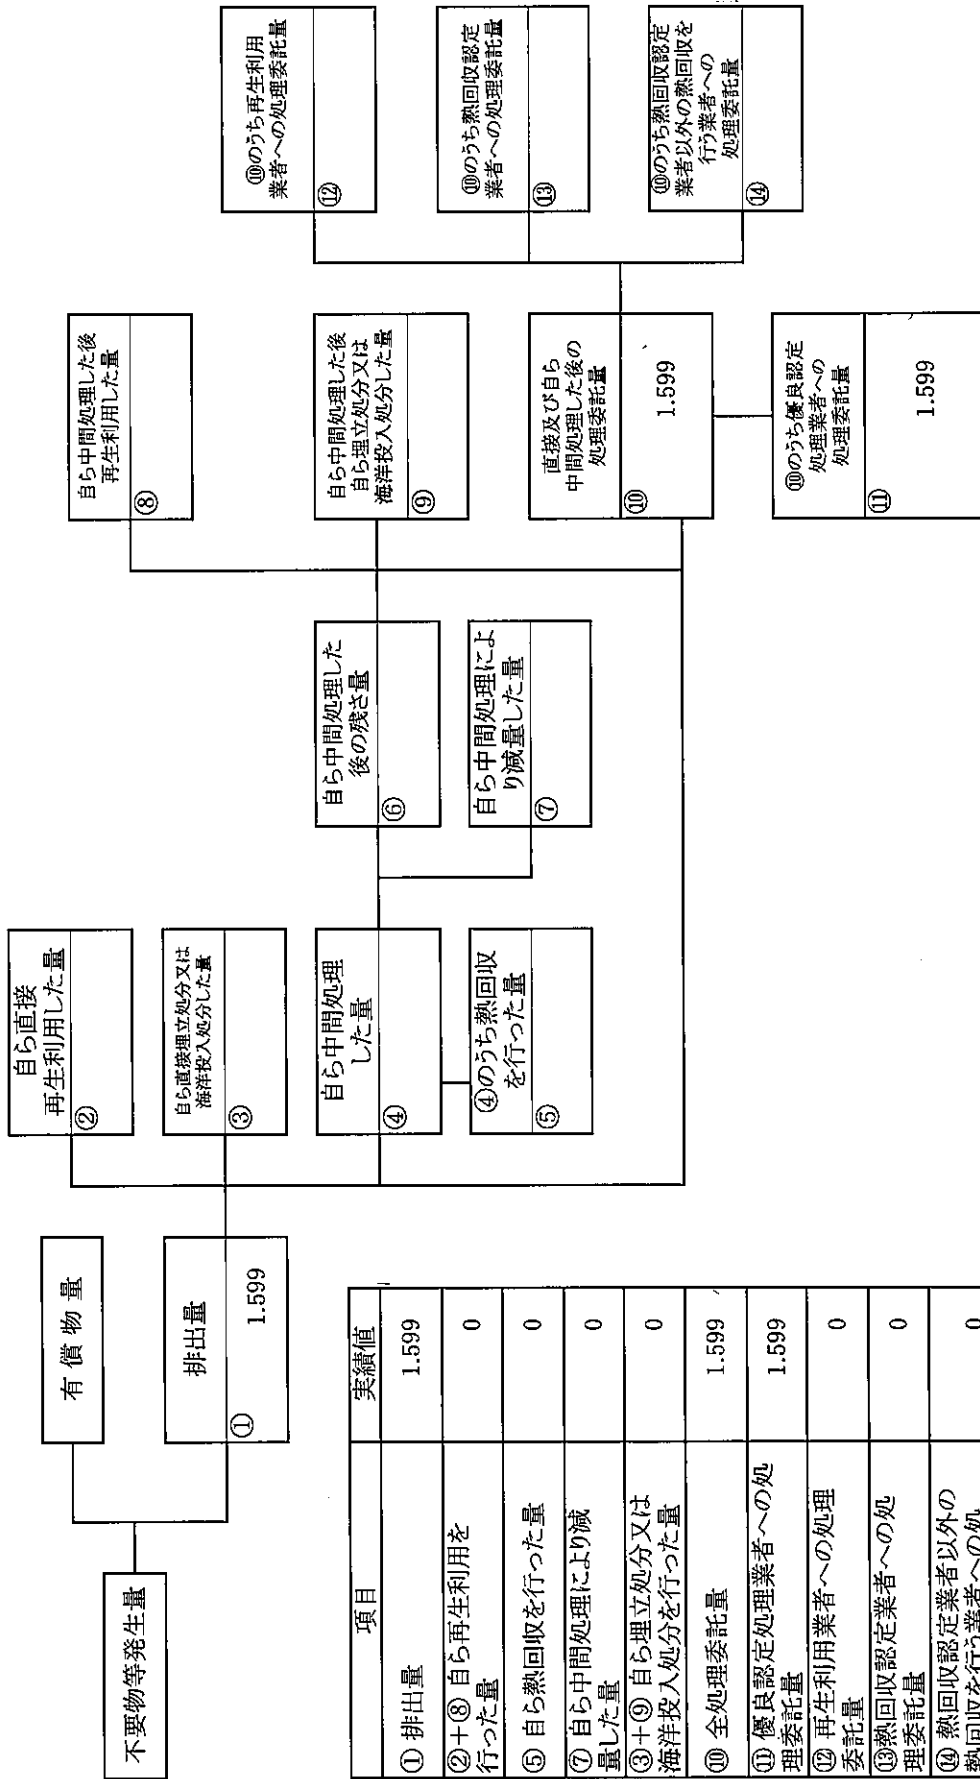 不要物等発生量
有償物量
排出量
①
1.599
自ら直接
再生利用した量
②
自ら直接埋立処分又は
海洋投入処分した量
③
自ら中間処理
した量
④
④のうち熱回収
を行った量
⑤
自ら中間処理した
後の残さ量
⑥
自ら中間処理によ
り減量した量
⑦
自ら中間処理した後
再生利用した量
⑧
自ら中間処理した後
自ら埋立処分又は
海洋投入処分した量
⑨
直接及び自ら
中間処理した後の
処理委託量
⑩
1.599
⑩のうち優良認定
処理業者への
処理委託量
⑪
1.599
⑩のうち再生利用
業者への処理委託量
⑫
⑩のうち熱回収認定
業者への処理委託量
⑬
⑩のうち熱回収認定
業者以外の熱回収を
行う業者への
処理委託量
⑭
項目 実績値
① 排出量 1.599
②+⑧ 自ら再生利用を
行った量 0
⑤ 自ら熱回収を行った量 0
⑦ 自ら中間処理により減
量した量 0
③+⑨ 自ら埋立処分又は
海洋投入処分を行った量 0
⑩ 全処理委託量 1.599
⑪ 優良認定処理業者への処
理委託量 1.599
⑫ 再生利用業者への処理
委託量 0
⑬熱回収認定業者への処
理委託量 0
⑭ 熱回収認定業者以外の
熱回収を行う業者への処 0